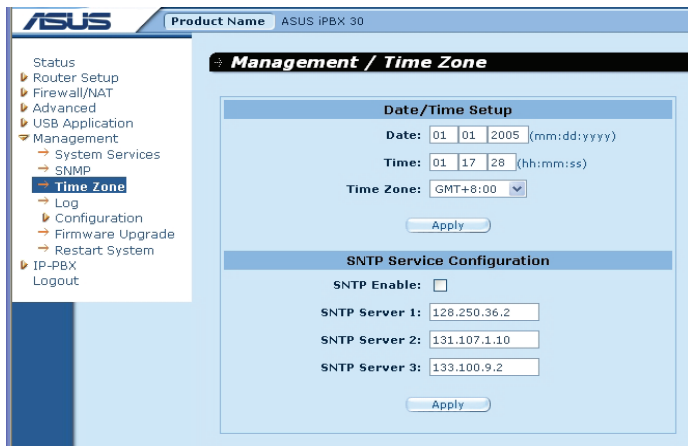 ASUS
Product Name ASUS iPBX 30
Status
Router Setup
Firewall/NAT
Advanced
USB Application
Management
System Services
SNMP
Time Zone
Log
Configuration
Firmware Upgrade
Restart System
IP-PBX
Logout
Management / Time Zone
Date/Time Setup
Date: 01 01 2005 (mm:dd:yyyy)
Time: 01 17 28 (hh:mm:ss)
Time Zone: GMT+8:00
Apply
SNTP Service Configuration
SNTP Enable:
SNTP Server 1: 128.250.36.2
SNTP Server 2: 131.107.1.10
SNTP Server 3: 133.100.9.2
Apply